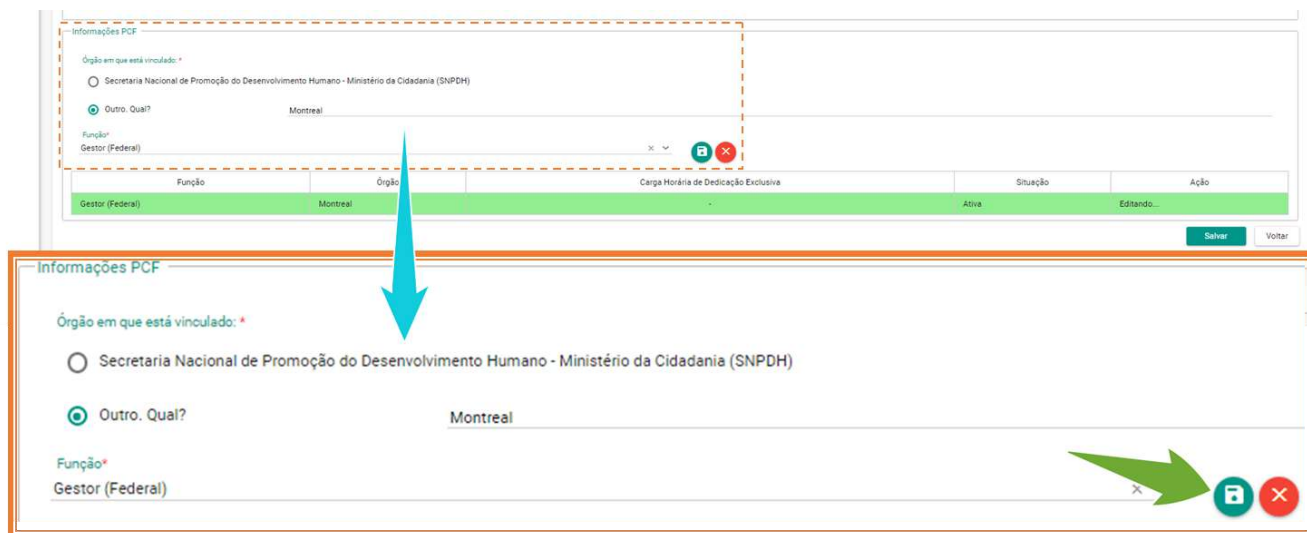 Informações PCF
Órgão em que está vinculado: *
Secretaria Nacional de Promoção do Desenvolvimento Humano - Ministério da Cidadania (SNPDH)
Outro. Qual? Montreal
Função*
Gestor (Federal)
Função Órgão Carga Horária de Dedicação Exclusiva Situação Ação
Gestor (Federal) Montreal - Ativa Editando...
Salvar Voltar
Informações PCF
Órgão em que está vinculado: *
Secretaria Nacional de Promoção do Desenvolvimento Humano - Ministério da Cidadania (SNPDH)
Outro. Qual? Montreal
Função*
Gestor (Federal)